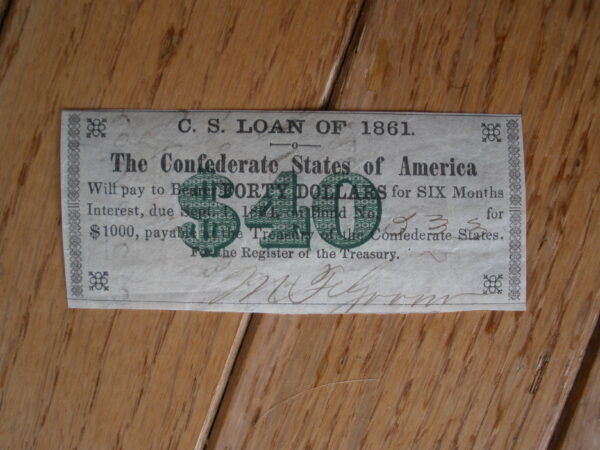 C. S. LOAN OF 1861.
The Confederate States of America
Will pay to Bearer FORTY DOLLARS for SIX Months
Interest, due Sept. 1, on Bond No. for
$1000, payable in the Treasury of the Confederate States.
For the Register of the Treasury.
$40